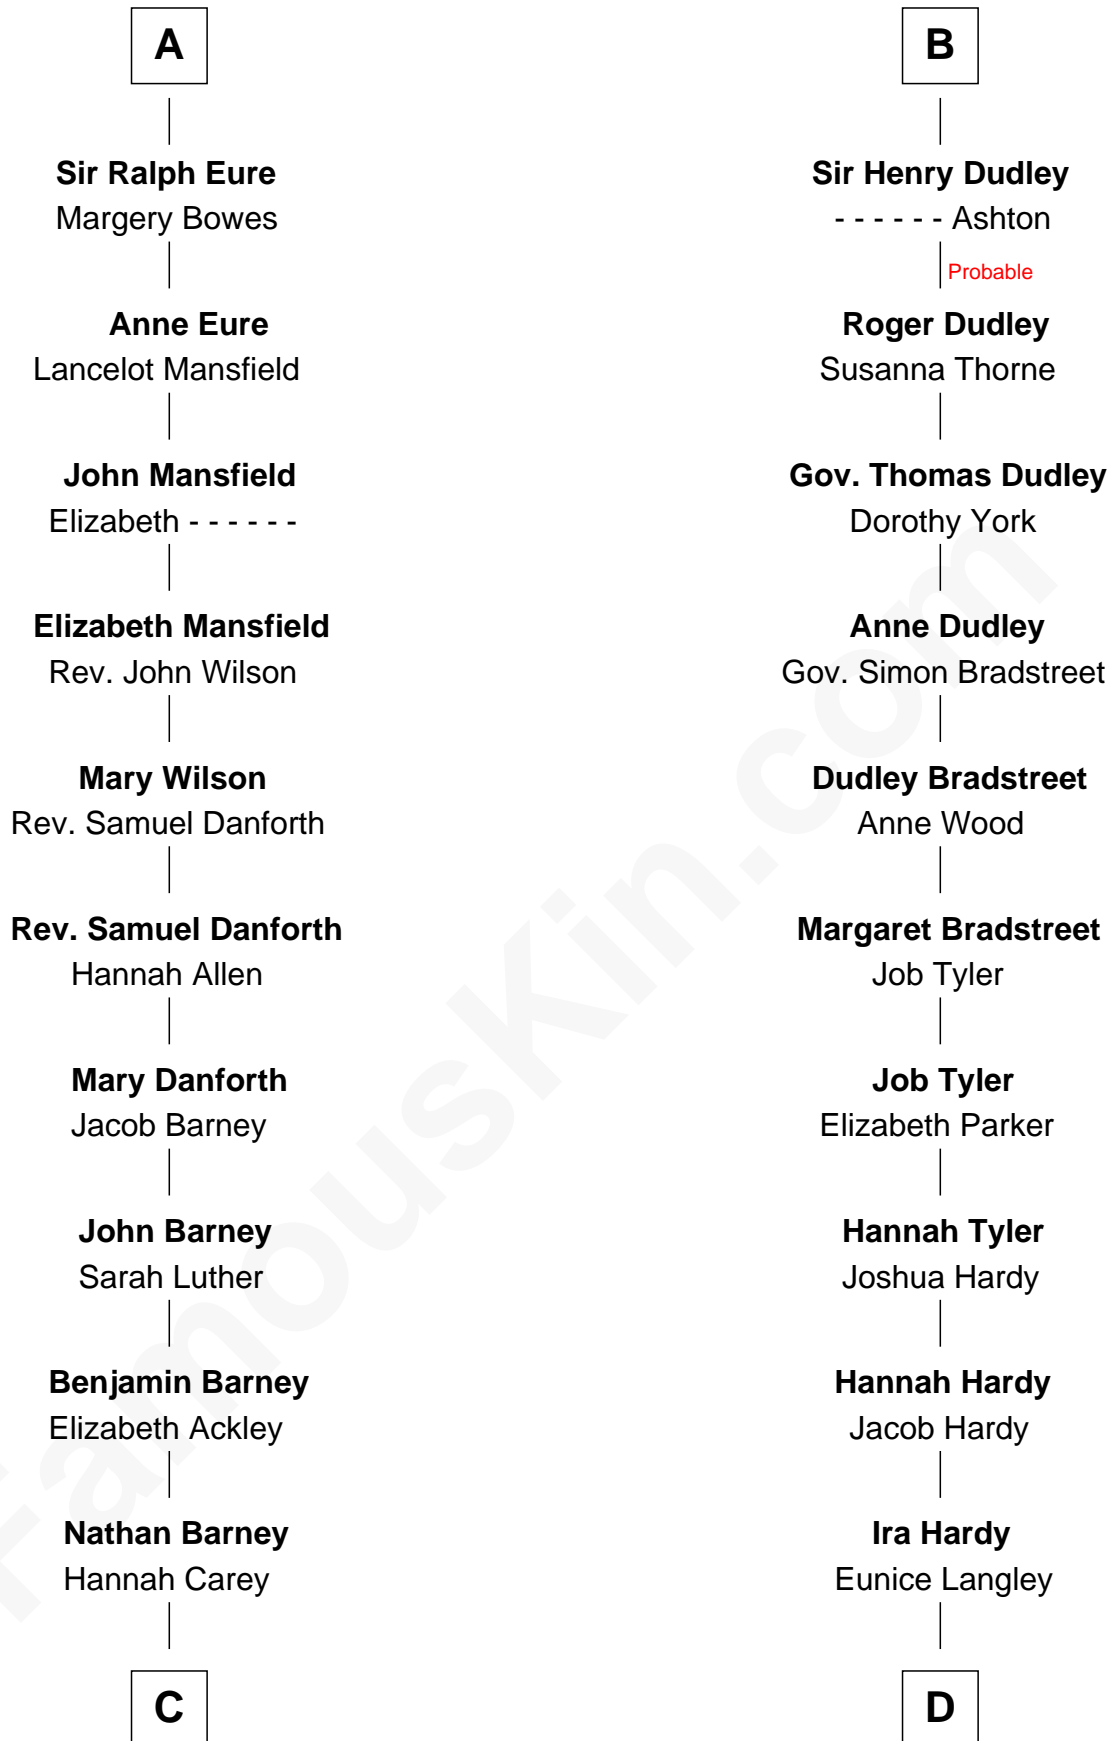 A
Sir Ralph Eure
Margery Bowes
Anne Eure
Lancelot Mansfield
John Mansfield
Elizabeth - - - - - -
Elizabeth Mansfield
Rev. John Wilson
Mary Wilson
Rev. Samuel Danforth
Rev. Samuel Danforth
Hannah Allen
Mary Danforth
Jacob Barney
John Barney
Sarah Luther
Benjamin Barney
Elizabeth Ackley
Nathan Barney
Hannah Carey
C
B
Sir Henry Dudley
- - - - - - Ashton
Probable
Roger Dudley
Susanna Thorne
Gov. Thomas Dudley
Dorothy York
Anne Dudley
Gov. Simon Bradstreet
Dudley Bradstreet
Anne Wood
Margaret Bradstreet
Job Tyler
Job Tyler
Elizabeth Parker
Hannah Tyler
Joshua Hardy
Hannah Hardy
Jacob Hardy
Ira Hardy
Eunice Langley
D
FamousKin.com